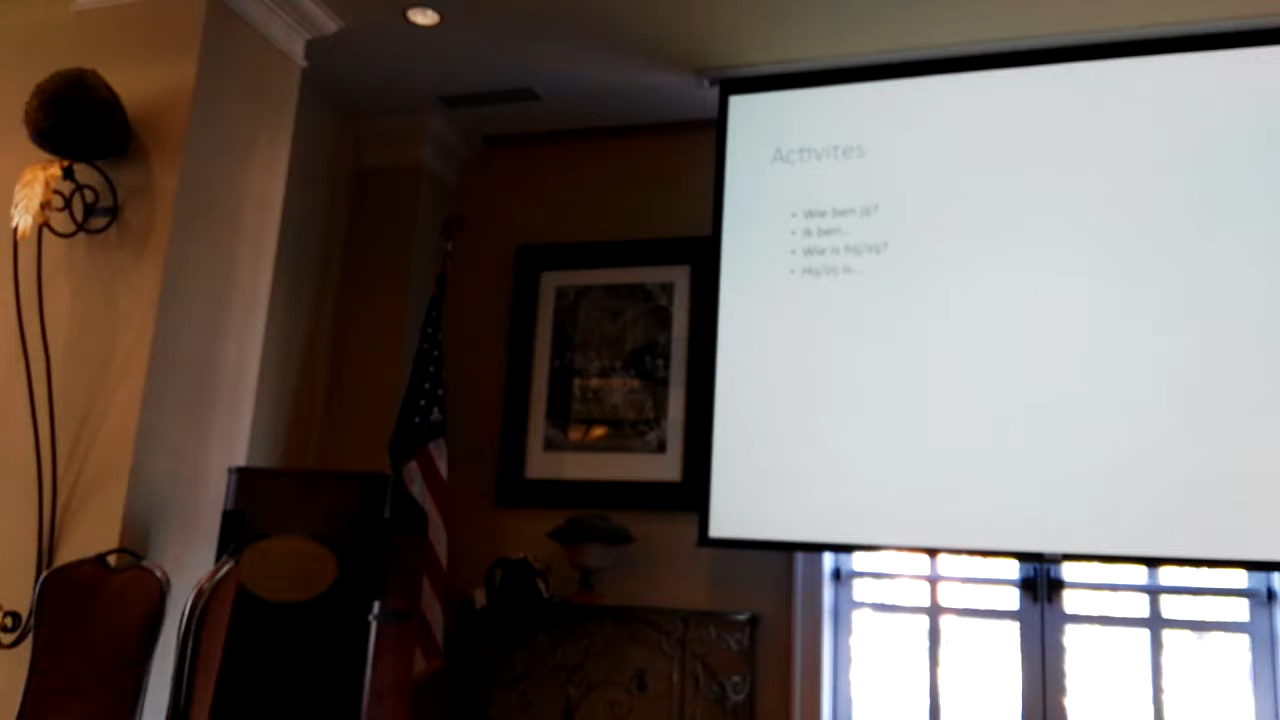 Activites
Wie ben jij?
Ik ben...
Wie is hij/zij?
Hij/zij is...